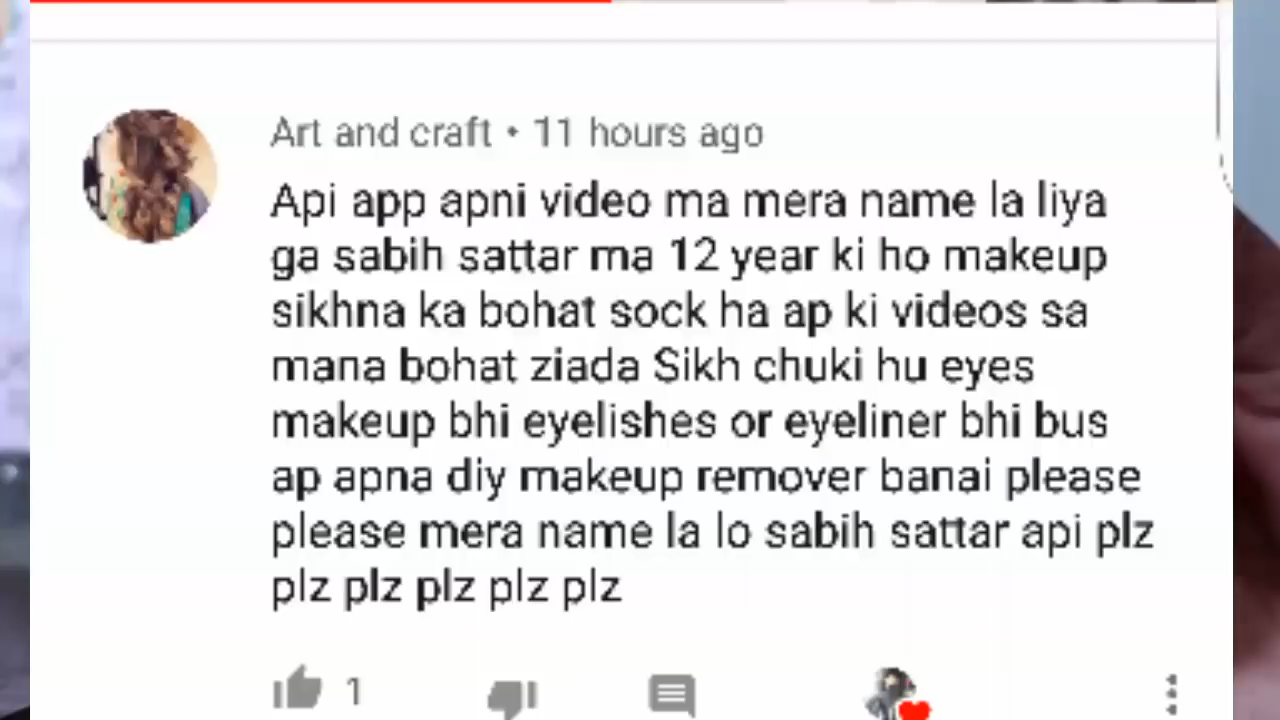 Art and craft • 11 hours ago
Api app apni video ma mera name la liya
ga sabih sattar ma 12 year ki ho makeup
sikhna ka bohat sock ha ap ki videos sa
mana bohat ziada Sikh chuki hu eyes
makeup bhi eyelishes or eyeliner bhi bus
ap apna diy makeup remover banai please
please mera name la lo sabih sattar api plz
plz plz plz plz plz
1